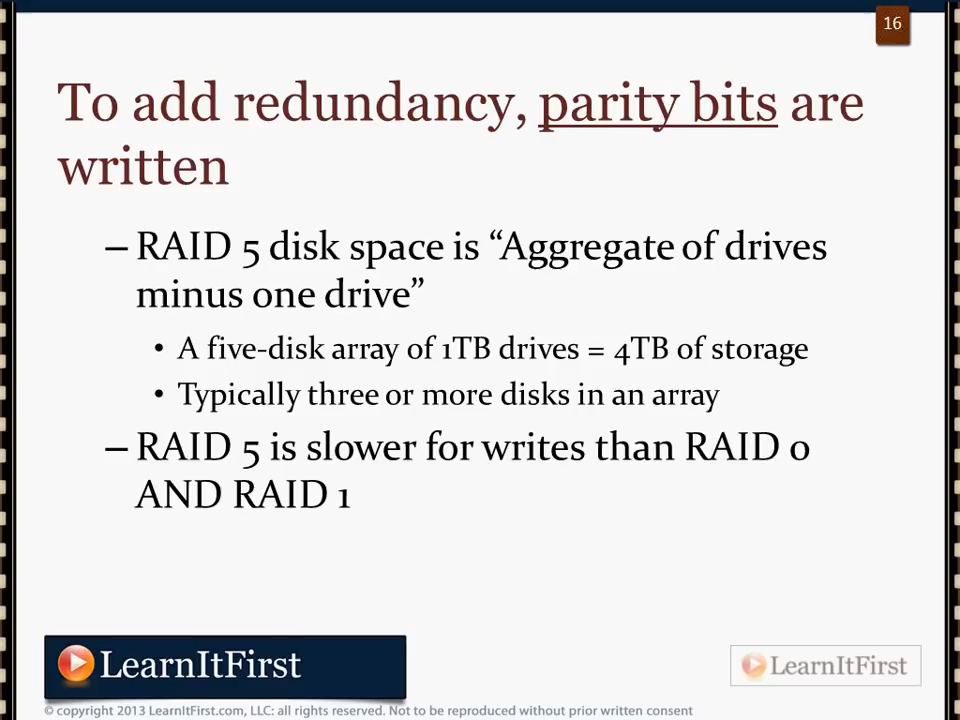 16
To add redundancy, parity bits are
written
– RAID 5 disk space is “Aggregate of drives
minus one drive”
• A five-disk array of 1TB drives = 4TB of storage
• Typically three or more disks in an array
– RAID 5 is slower for writes than RAID 0
AND RAID 1
LearnItFirst
LearnItFirst
© copyright 2013 LearnItFirst.com, LLC: all rights reserved. Not to be reproduced without prior written consent